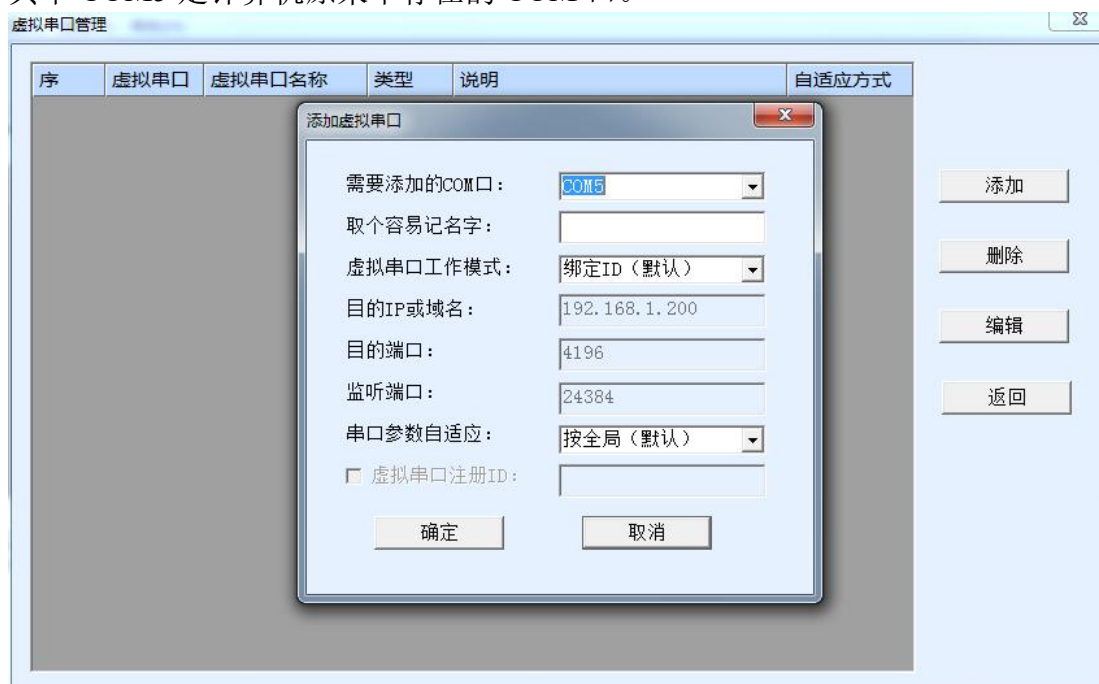 虚拟串口管理
序 虚拟串口 虚拟串口名称 类型 说明 自适应方式
添加虚拟串口
需要添加的COM口： COM5
取个容易记名字：
虚拟串口工作模式： 绑定ID（默认）
目的IP或域名： 192.168.1.200
目的端口： 4196
监听端口： 24384
串口参数自适应： 按全局（默认）
虚拟串口注册ID：
确定 取消
添加
删除
编辑
返回